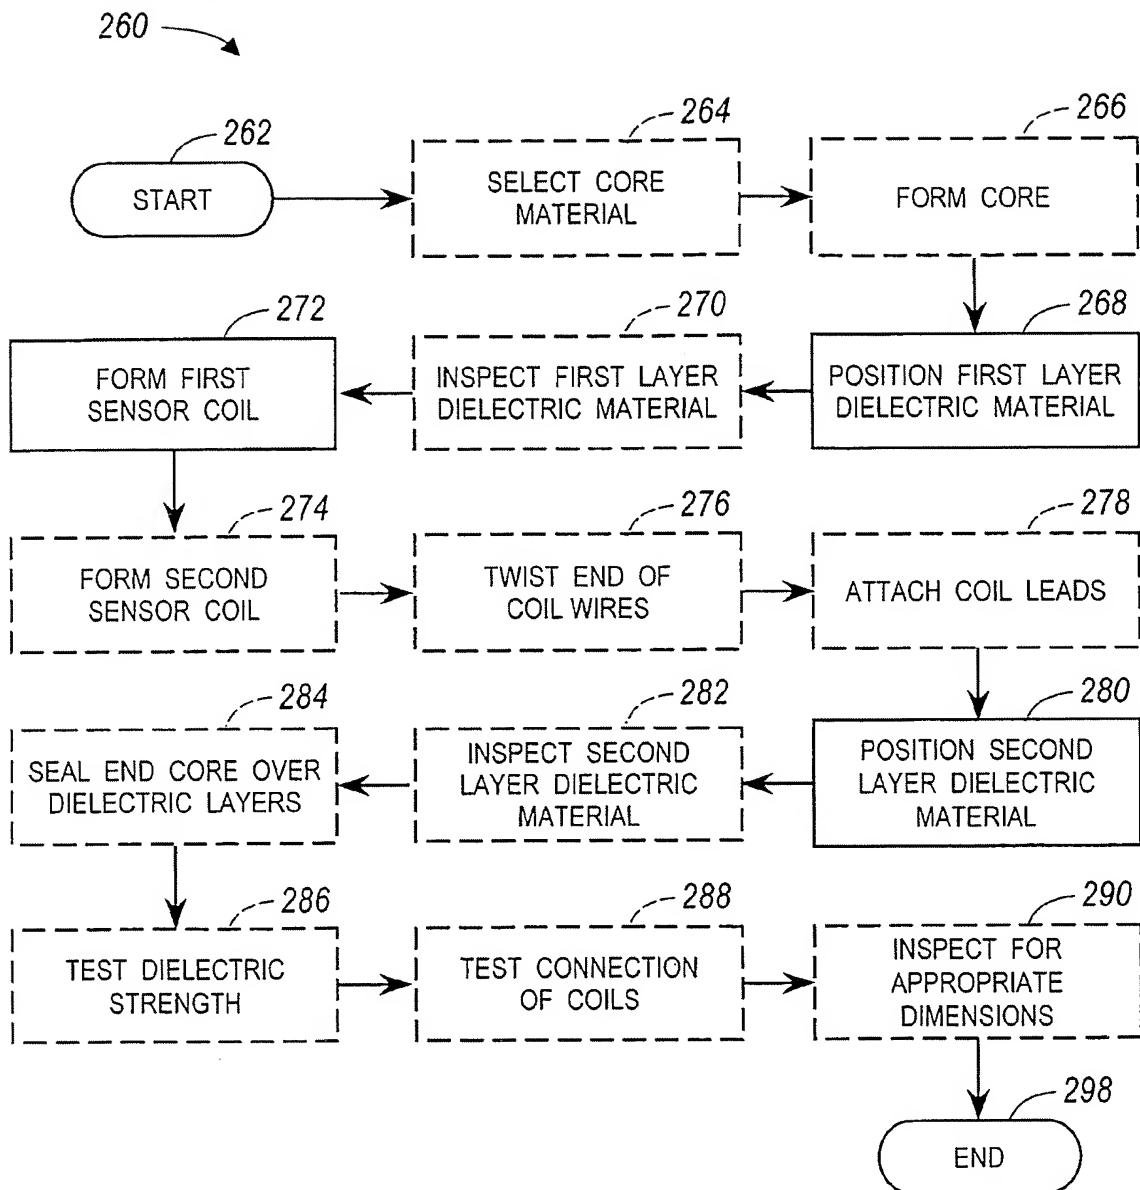 260
262
START
264
SELECT CORE
MATERIAL
266
FORM CORE
268
POSITION FIRST LAYER
DIELECTRIC MATERIAL
270
INSPECT FIRST LAYER
DIELECTRIC MATERIAL
272
FORM FIRST
SENSOR COIL
274
FORM SECOND
SENSOR COIL
276
TWIST END OF
COIL WIRES
278
ATTACH COIL LEADS
280
POSITION SECOND
LAYER DIELECTRIC
MATERIAL
282
INSPECT SECOND
LAYER DIELECTRIC
MATERIAL
284
SEAL END CORE OVER
DIELECTRIC LAYERS
286
TEST DIELECTRIC
STRENGTH
288
TEST CONNECTION
OF COILS
290
INSPECT FOR
APPROPRIATE
DIMENSIONS
298
END